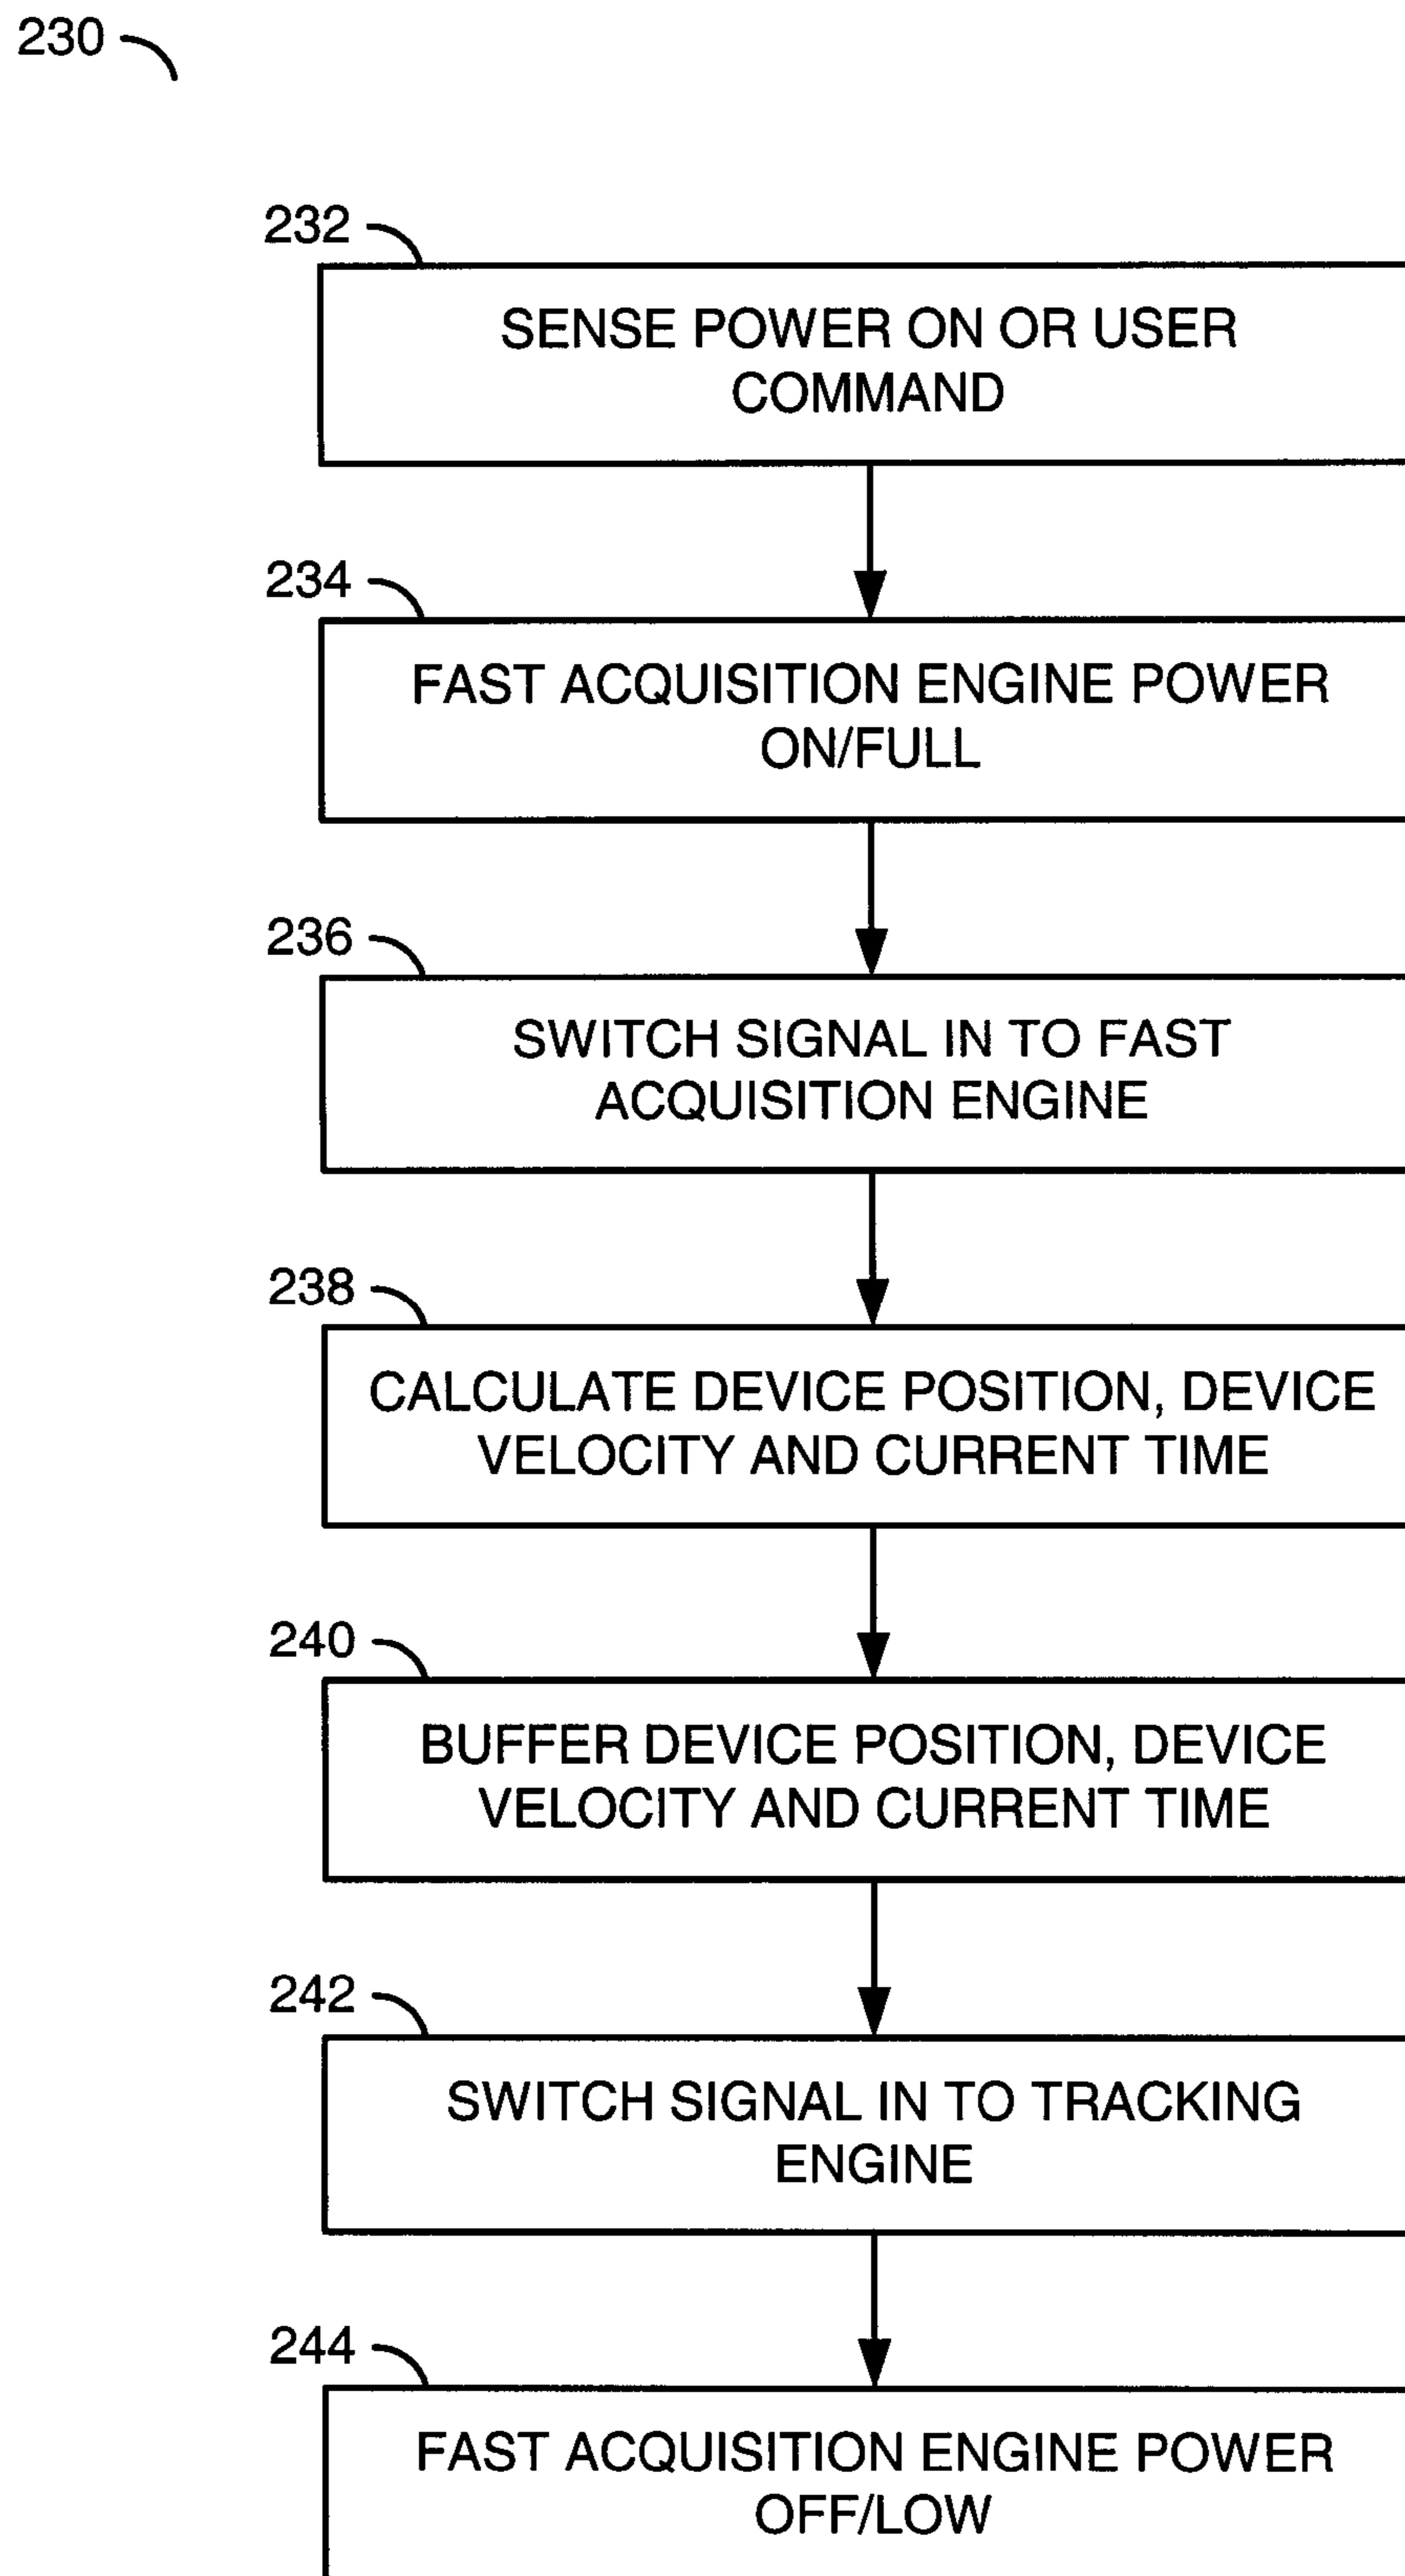 230
232
SENSE POWER ON OR USER
COMMAND
234
FAST ACQUISITION ENGINE POWER
ON/FULL
236
SWITCH SIGNAL IN TO FAST
ACQUISITION ENGINE
238
CALCULATE DEVICE POSITION, DEVICE
VELOCITY AND CURRENT TIME
240
BUFFER DEVICE POSITION, DEVICE
VELOCITY AND CURRENT TIME
242
SWITCH SIGNAL IN TO TRACKING
ENGINE
244
FAST ACQUISITION ENGINE POWER
OFF/LOW